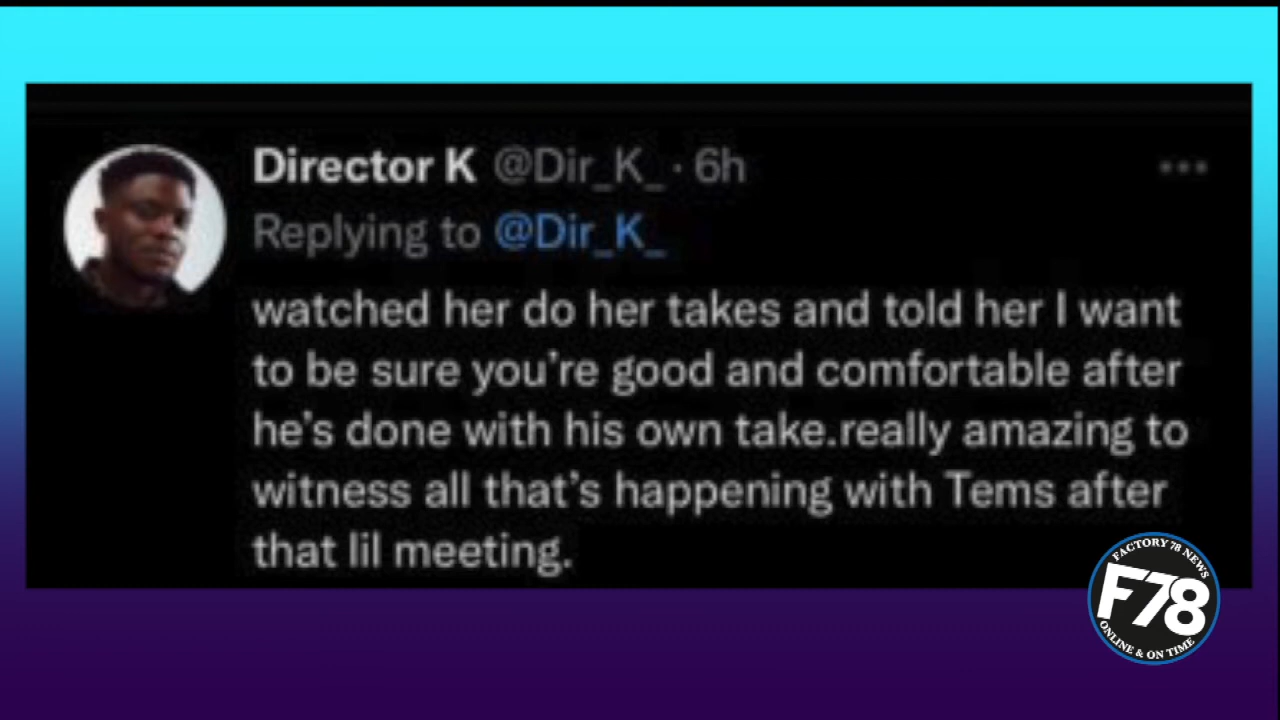 Director K @Dir_K_ · 6h
Replying to @Dir_K_
watched her do her takes and told her I want
to be sure you’re good and comfortable after
he’s done with his own take.really amazing to
witness all that’s happening with Tems after
that lil meeting.
FACTORY 78 NEWS
F78
ONLINE & ON TIME